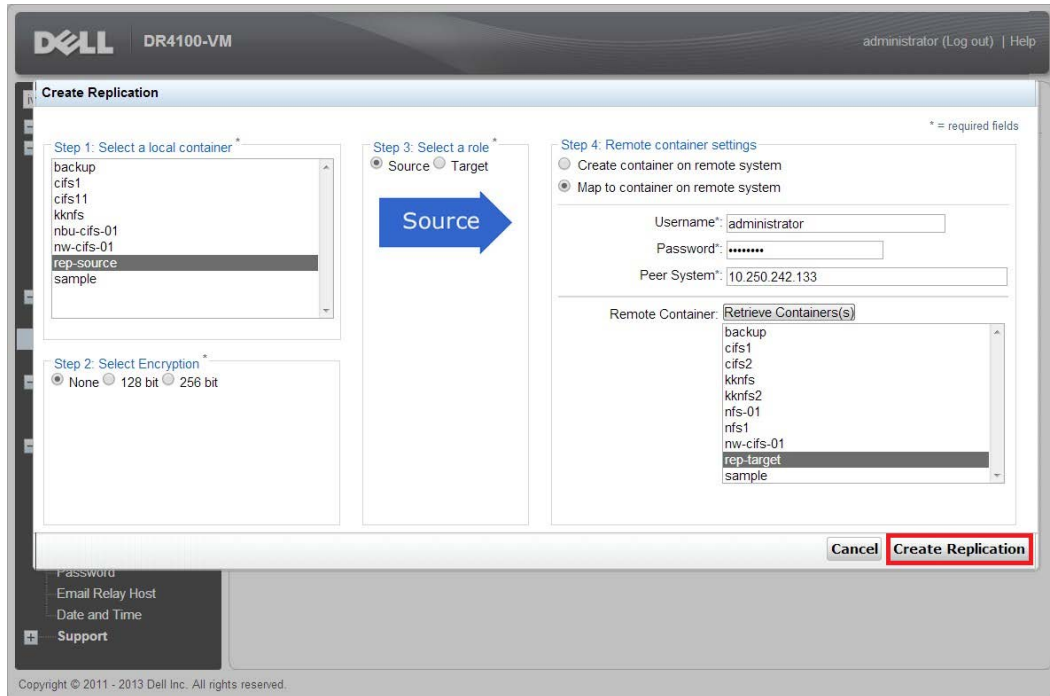 DELL DR4100-VM
administrator (Log out) | Help
Create Replication
* = required fields
Step 1: Select a local container *
backup
cifs1
cifs11
kknfs
nbu-cifs-01
nw-cifs-01
rep-source
sample
Step 2: Select Encryption *
None 128 bit 256 bit
Step 3: Select a role *
Source Target
Source
Step 4: Remote container settings
Create container on remote system
Map to container on remote system
Username*: administrator
Password*: ••••••••
Peer System*: 10.250.242.133
Remote Container: Retrieve Containers(s)
backup
cifs1
cifs2
kknfs
kknfs2
nfs-01
nfs1
nw-cifs-01
rep-target
sample
Cancel Create Replication
Password
Email Relay Host
Date and Time
Support
Copyright © 2011 - 2013 Dell Inc. All rights reserved.